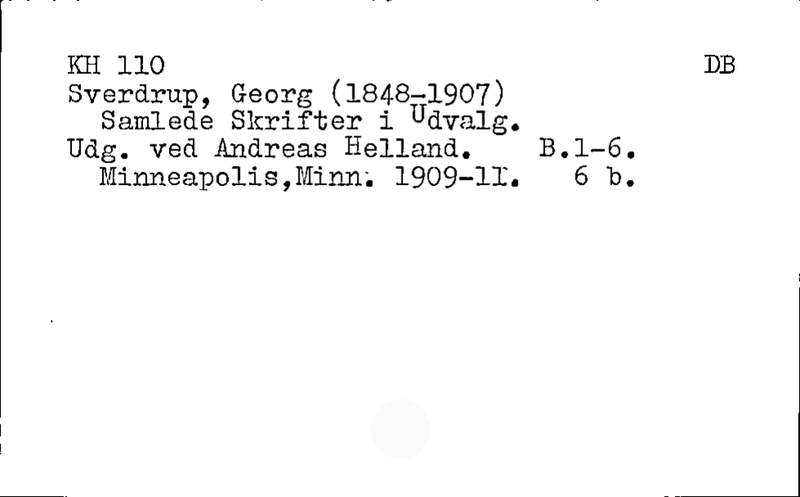 KH 110 DB
Sverdrup, Georg (1848-1907)
Samlede Skrifter i Udvalg.
Udg. ved Andreas Helland. B.1-6.
Minneapolis,Minn. 1909-11. 6 b.